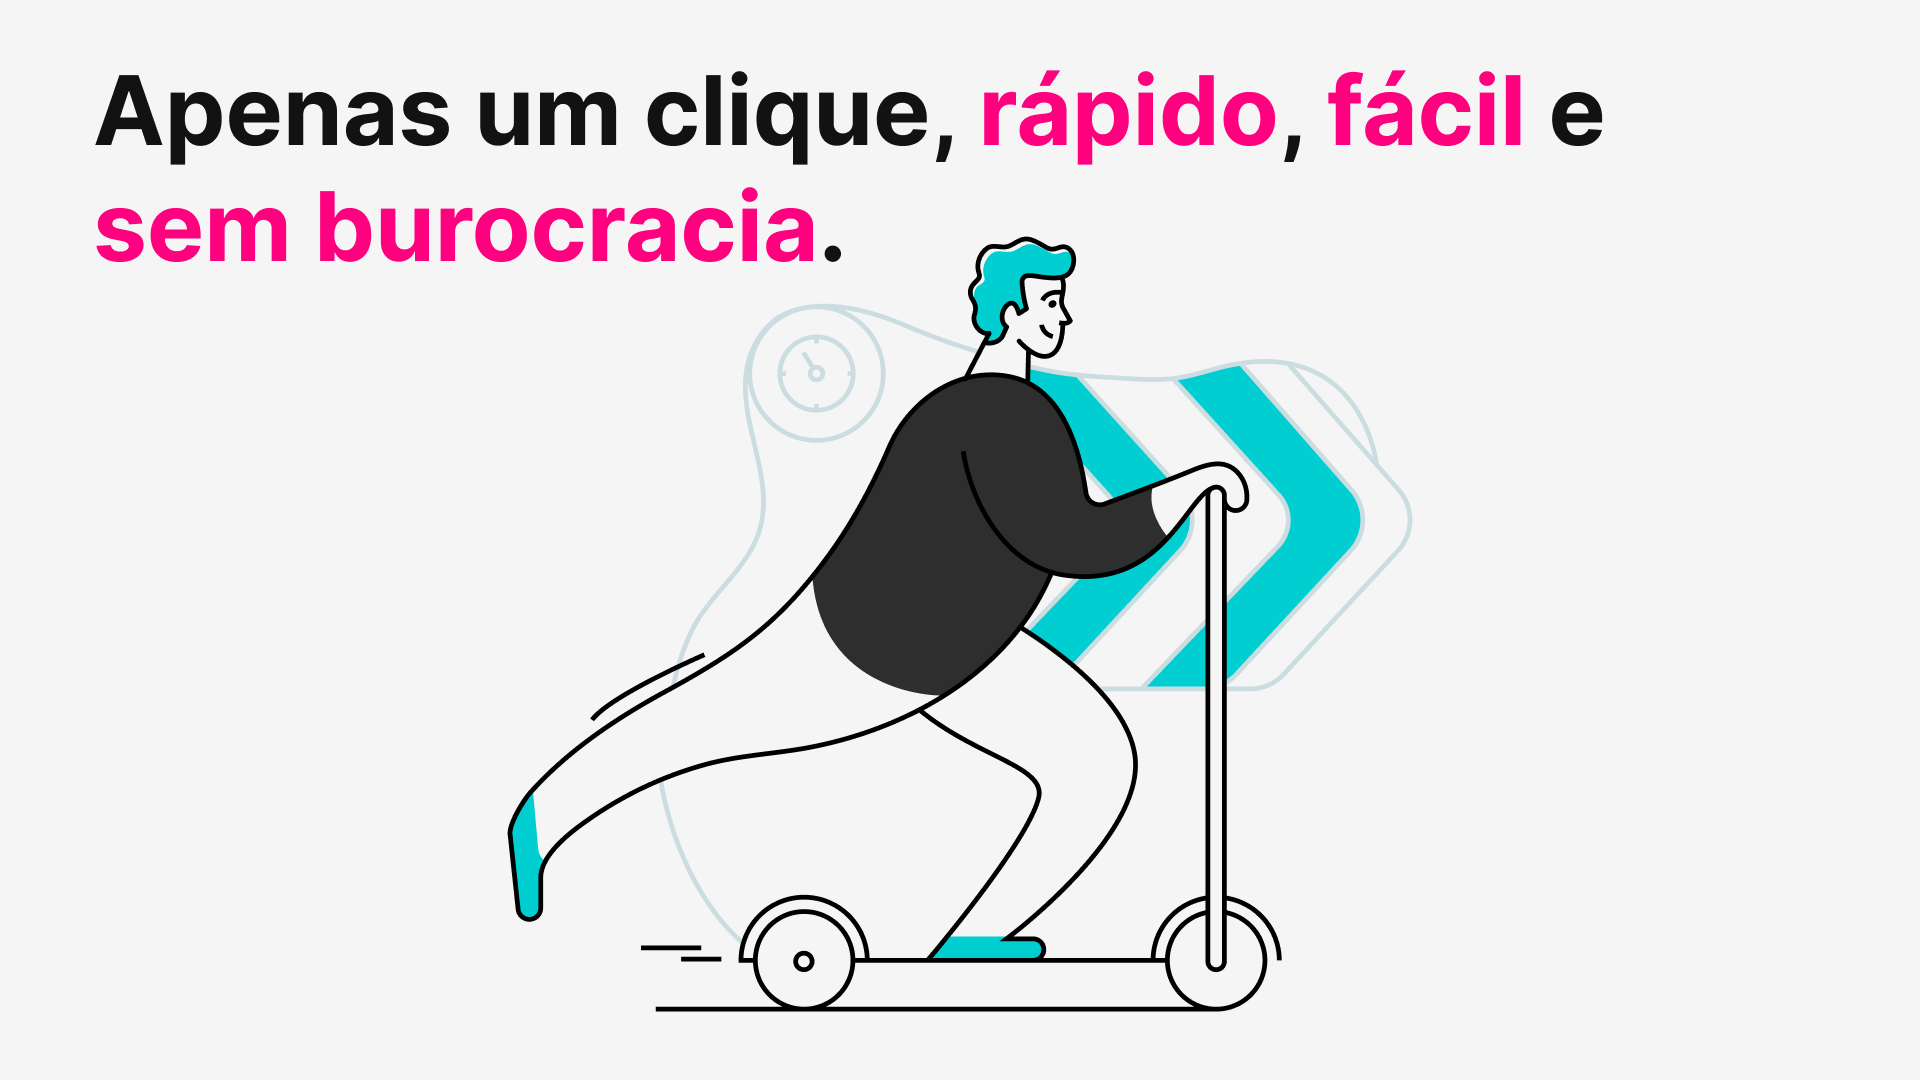 Apenas um clique, rápido, fácil e
sem burocracia.